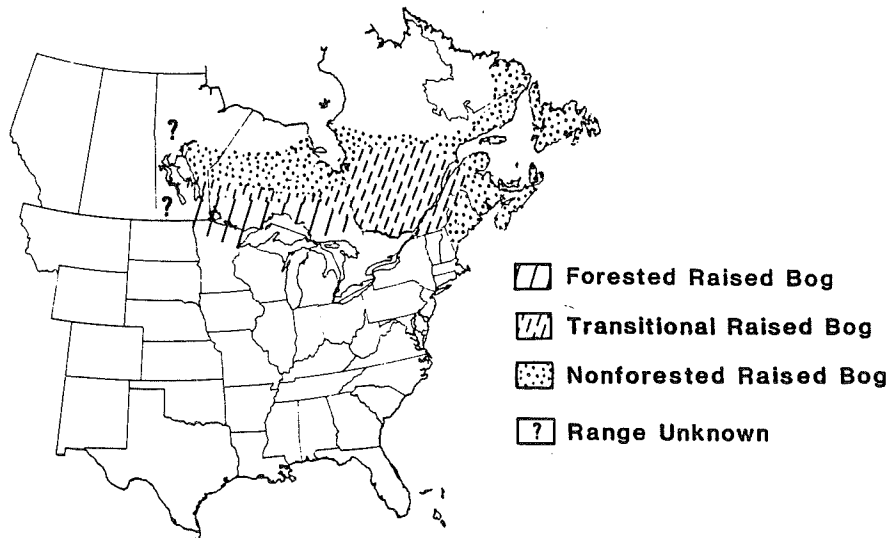 ?
?
Forested Raised Bog
Transitional Raised Bog
Nonforested Raised Bog
? Range Unknown